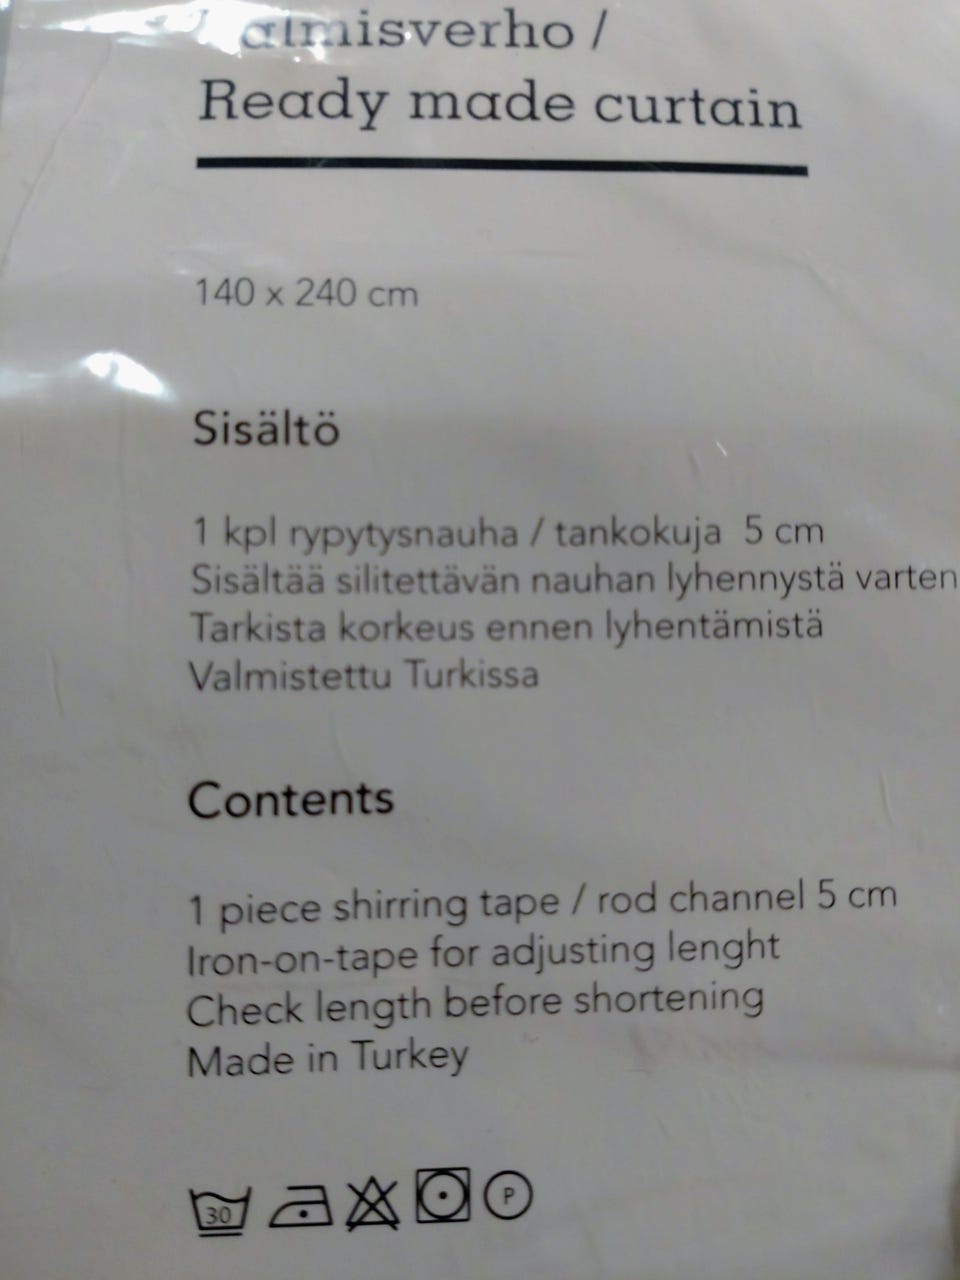 Valmisverho /
Ready made curtain
140 x 240 cm
Sisältö
1 kpl rypytysnauha / tankokuja 5 cm
Sisältää silitettävän nauhan lyhennystä varten
Tarkista korkeus ennen lyhentämistä
Valmistettu Turkissa
Contents
1 piece shirring tape / rod channel 5 cm
Iron-on-tape for adjusting lenght
Check length before shortening
Made in Turkey
30 P